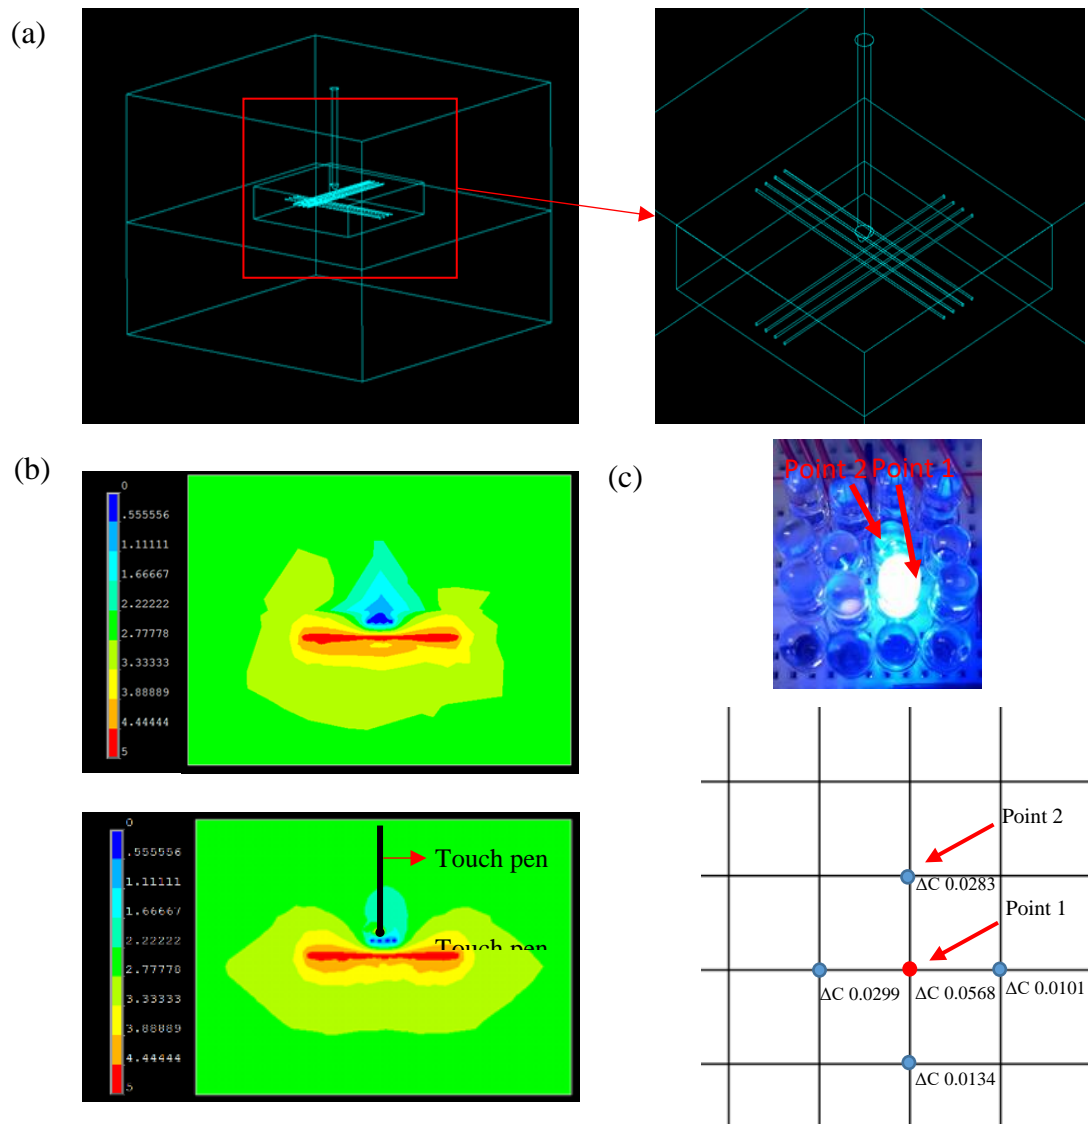 (a)
(b)
0
.555556
1.11111
1.66667
2.22222
2.77778
3.33333
3.88889
4.44444
5
0
.555556
1.11111
1.66667
2.22222
2.77778
3.33333
3.88889
4.44444
5
Touch pen
Touch pen
(c)
Point 2 Point 1
Point 2
ΔC 0.0283
Point 1
ΔC 0.0299
ΔC 0.0568
ΔC 0.0101
ΔC 0.0134